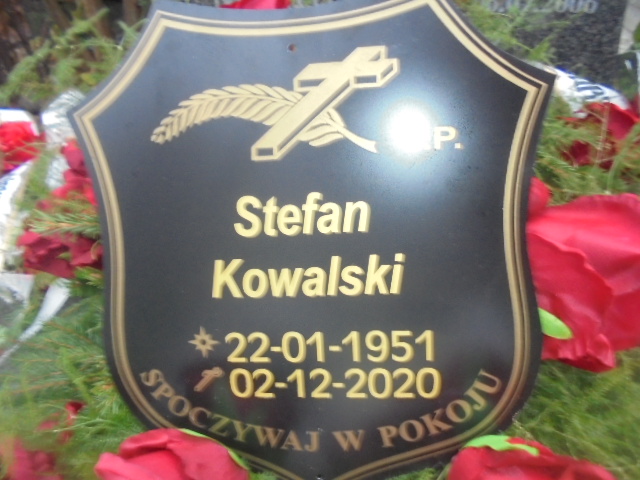 Stefan
Kowalski
22-01-1951
02-12-2020
SPOCZYWAJ W POKOJU